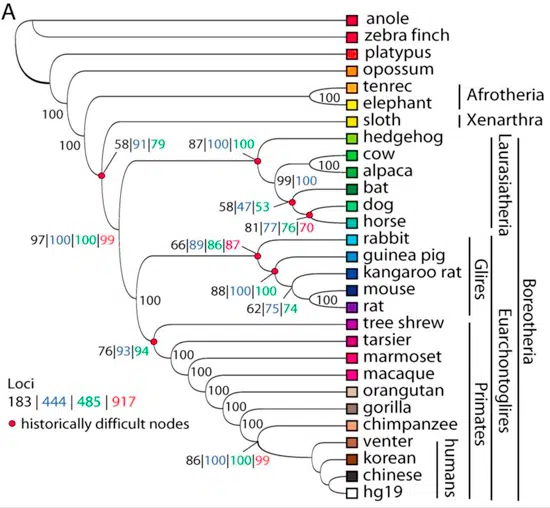 A
anole
zebra finch
platypus
opossum
tenrec
elephant
sloth
hedgehog
cow
alpaca
bat
dog
horse
rabbit
guinea pig
kangaroo rat
mouse
rat
tree shrew
tarsier
marmoset
macaque
orangutan
gorilla
chimpanzee
venter
korean
chinese
hg19
Afrotheria
Xenarthra
Laurasiatheria
Glires
Primates
humans
Euarchontoglires
Boreotheria
100
100
100
58|91|79
87|100|100
100
99|100
58|47|53
81|77|76|70
97|100|100|99
66|89|86|87
88|100|100
62|75|74
100
100
76|93|94
100
100
100
100
100
86|100|100|99
Loci
183 | 444 | 485 | 917
historically difficult nodes